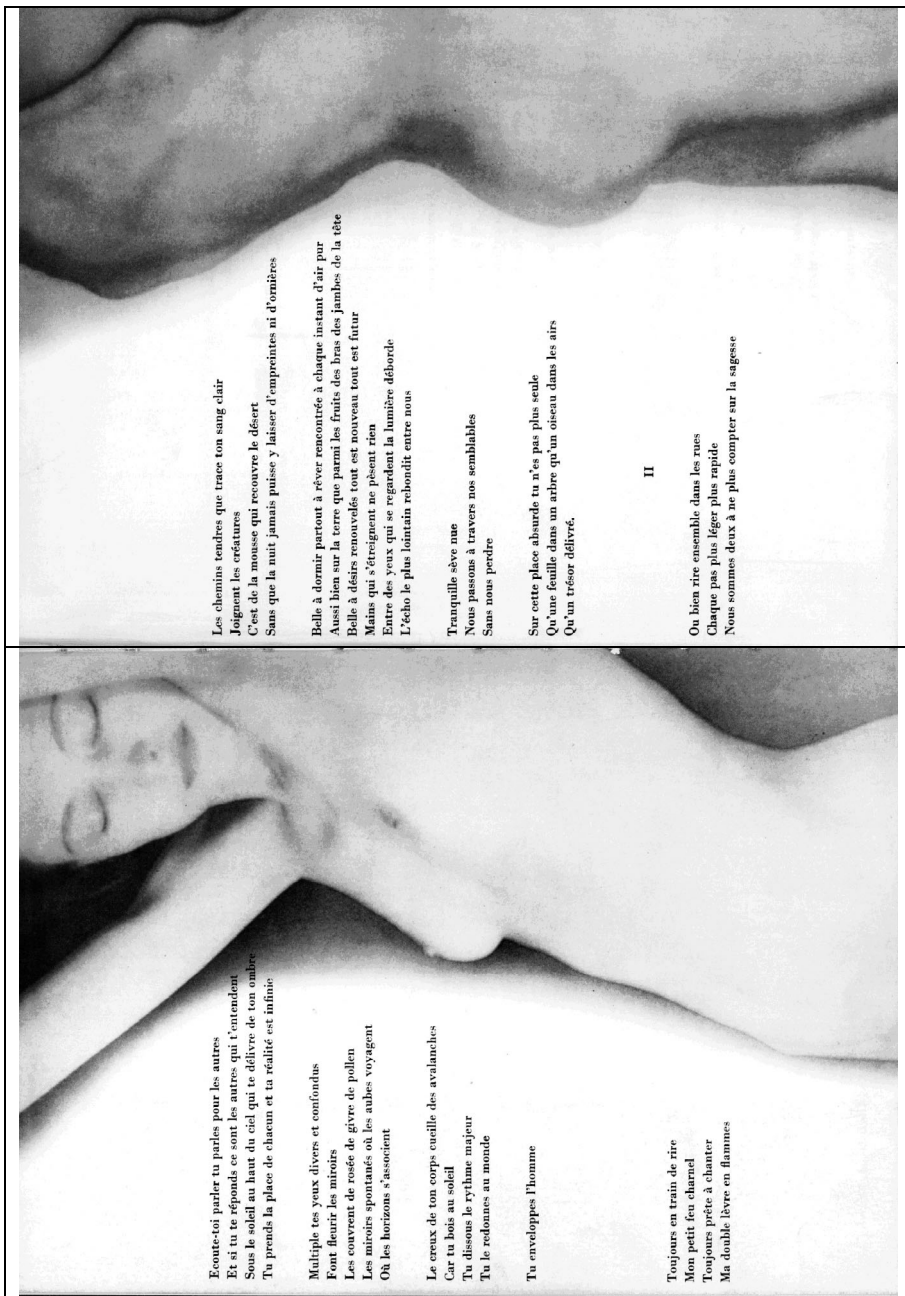 Ecoute-toi parler tu parles pour les autres
Et si tu te réponds ce sont les autres qui t'entendent
Sous le soleil au haut du ciel qui te délivre de ton ombre
Tu prends la place de chacun et ta réalité est infinie
Multiple tes yeux divers et confondus
Font fleurir les miroirs
Les couvrent de rosée de givre de pollen
Les miroirs spontanés où les aubes voyagent
Où les horizons s'associent
Le creux de ton corps cueille des avalanches
Car tu bois au soleil
Tu dissous le rythme majeur
Tu le redonnes au monde
Tu enveloppes l'homme
Toujours en train de rire
Mon petit feu charnel
Toujours prête à chanter
Ma double lèvre en flammes
Les chemins tendres que trace ton sang clair
Joignent les créatures
C'est de la mousse qui recouvre le désert
Sans que la nuit jamais puisse y laisser d'empreintes ni d'ornières
Belle à dormir partout à rêver rencontrée à chaque instant d'air pur
Aussi bien sur la terre que parmi les fruits des bras des jambes de la tête
Belle à désirs renouvelés tout est nouveau tout est futur
Mains qui s'étreignent ne pèsent rien
Entre des yeux qui se regardent la lumière déborde
L'écho le plus lointain rebondit entre nous
Tranquille sève nue
Nous passons à travers nos semblables
Sans nous perdre
Sur cette place absurde tu n'es pas plus seule
Qu'une feuille dans un arbre qu'un oiseau dans les airs
Qu'un trésor délivré.
II
Ou bien rire ensemble dans les rues
Chaque pas plus léger plus rapide
Nous sommes deux à ne plus compter sur la sagesse